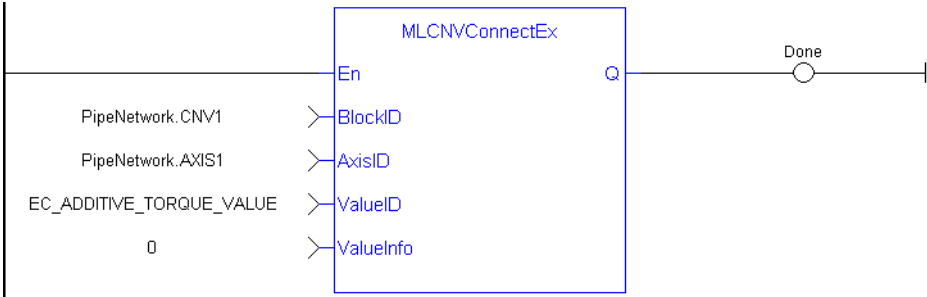 MLCNVConnectEx
Done
En Q
PipeNetwork.CNV1 BlockID
PipeNetwork.AXIS1 AxisID
EC_ADDITIVE_TORQUE_VALUE ValueID
0 ValueInfo